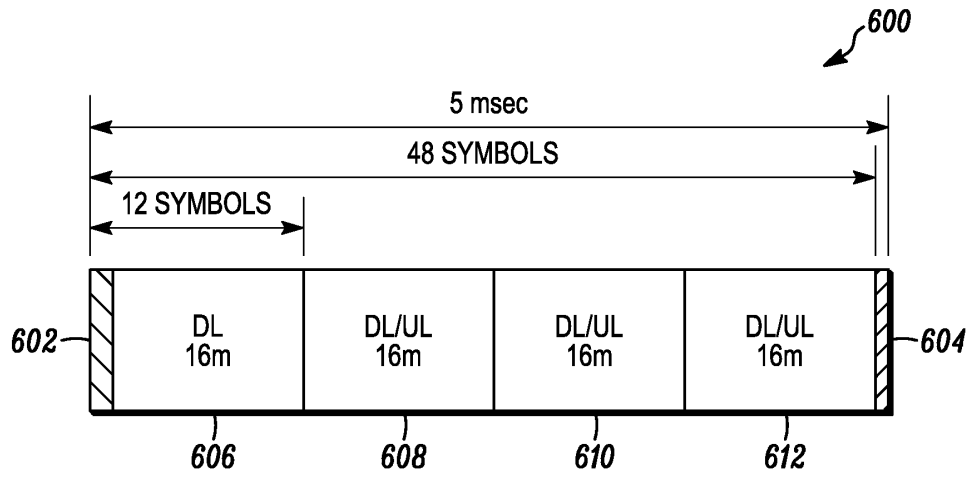 600
5 msec
48 SYMBOLS
12 SYMBOLS
602
DL
16m
DL/UL
16m
DL/UL
16m
DL/UL
16m
604
606
608
610
612